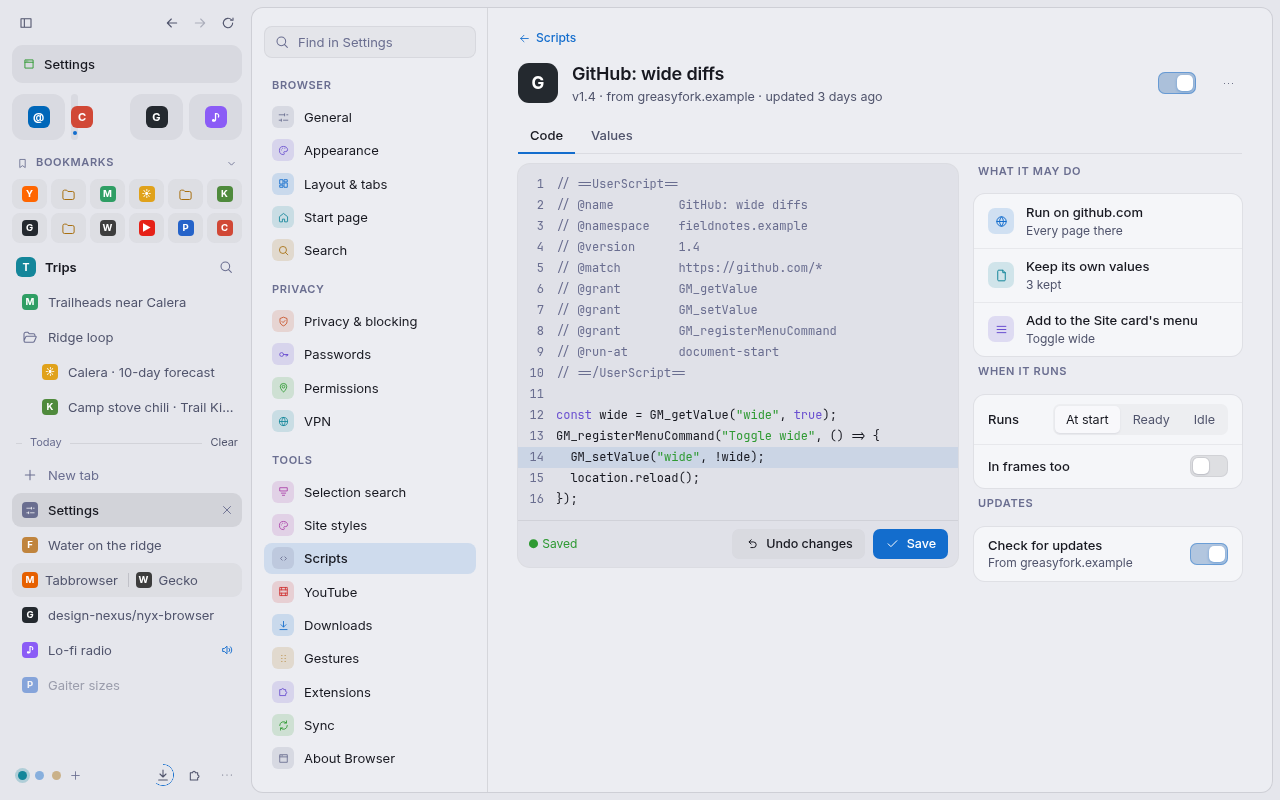 Settings
@
C
G
BOOKMARKS
Y
M
K
G
W
P
C
T Trips
M Trailheads near Calera
Ridge loop
Calera · 10-day forecast
K Camp stove chili · Trail Ki...
Today
Clear
New tab
Settings
F Water on the ridge
M Tabbrowser
W Gecko
G design-nexus/nyx-browser
Lo-fi radio
P Gaiter sizes
Find in Settings
BROWSER
General
Appearance
Layout & tabs
Start page
Search
PRIVACY
Privacy & blocking
Passwords
Permissions
VPN
TOOLS
Selection search
Site styles
Scripts
YouTube
Downloads
Gestures
Extensions
Sync
About Browser
← Scripts
G
GitHub: wide diffs
v1.4 · from greasyfork.example · updated 3 days ago
Code
Values
1 // ==UserScript==
2 // @name GitHub: wide diffs
3 // @namespace fieldnotes.example
4 // @version 1.4
5 // @match https://github.com/*
6 // @grant GM_getValue
7 // @grant GM_setValue
8 // @grant GM_registerMenuCommand
9 // @run-at document-start
10 // ==/UserScript==
11
12 const wide = GM_getValue("wide", true);
13 GM_registerMenuCommand("Toggle wide", () => {
14 GM_setValue("wide", !wide);
15 location.reload();
16 });
Saved
Undo changes
Save
WHAT IT MAY DO
Run on github.com
Every page there
Keep its own values
3 kept
Add to the Site card's menu
Toggle wide
WHEN IT RUNS
Runs
At start
Ready
Idle
In frames too
UPDATES
Check for updates
From greasyfork.example